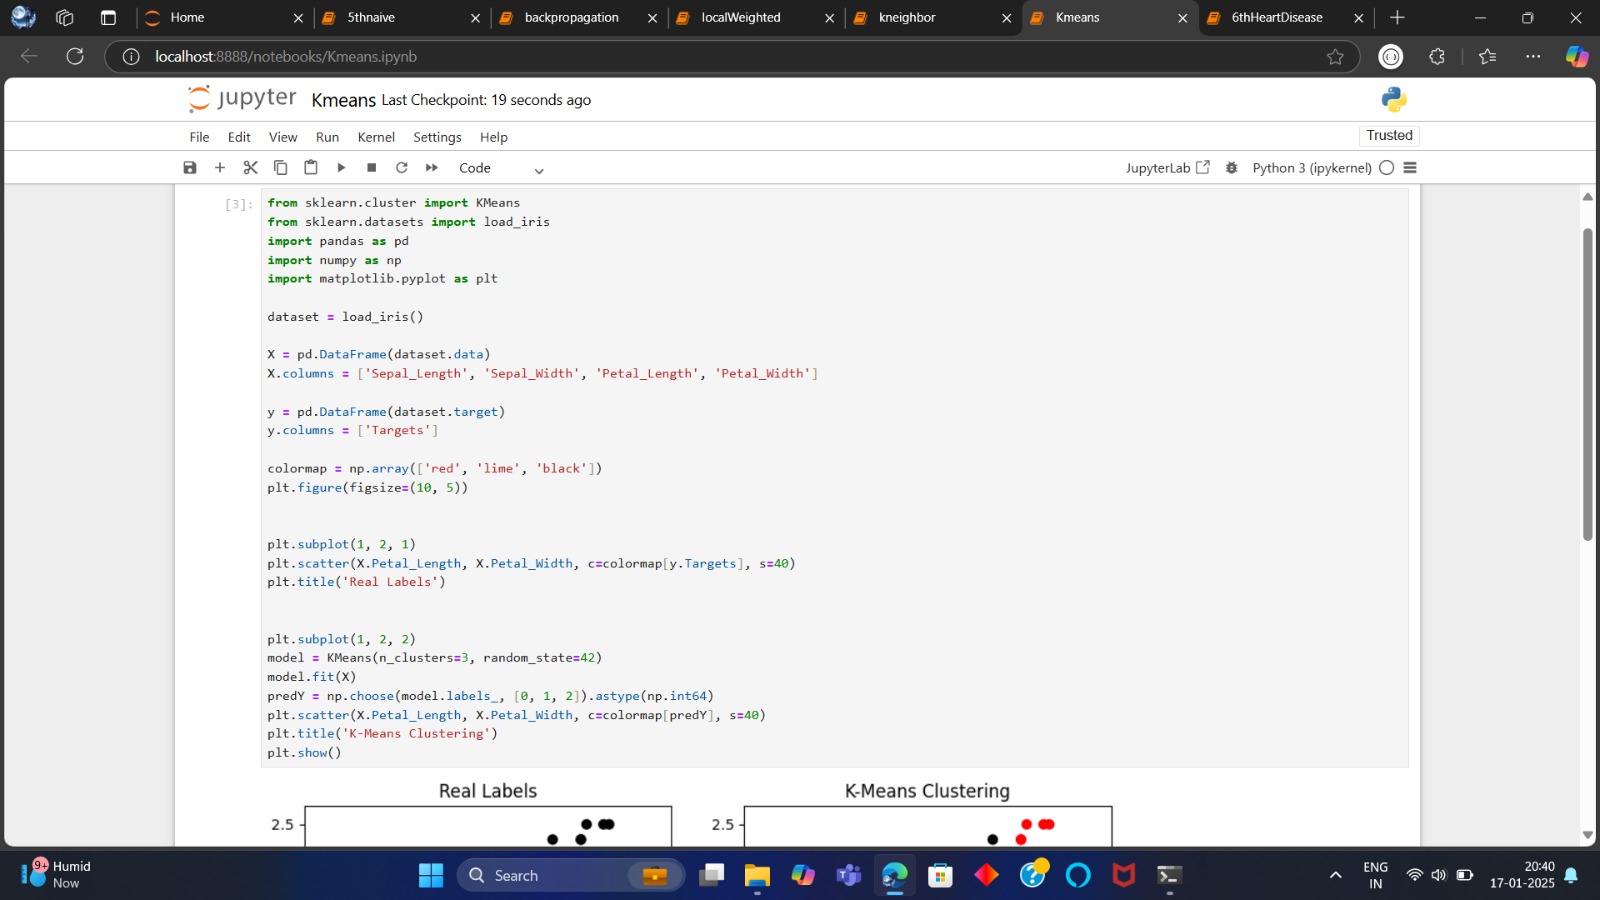 Home
5thnaive
backpropagation
localWeighted
kneighbor
Kmeans
6thHeartDisease
localhost:8888/notebooks/Kmeans.ipynb
jupyter Kmeans Last Checkpoint: 19 seconds ago
File Edit View Run Kernel Settings Help
Trusted
Code
JupyterLab
Python 3 (ipykernel)
[3]:
from sklearn.cluster import KMeans
from sklearn.datasets import load_iris
import pandas as pd
import numpy as np
import matplotlib.pyplot as plt
dataset = load_iris()
X = pd.DataFrame(dataset.data)
X.columns = ['Sepal_Length', 'Sepal_Width', 'Petal_Length', 'Petal_Width']
y = pd.DataFrame(dataset.target)
y.columns = ['Targets']
colormap = np.array(['red', 'lime', 'black'])
plt.figure(figsize=(10, 5))
plt.subplot(1, 2, 1)
plt.scatter(X.Petal_Length, X.Petal_Width, c=colormap[y.Targets], s=40)
plt.title('Real Labels')
plt.subplot(1, 2, 2)
model = KMeans(n_clusters=3, random_state=42)
model.fit(X)
predY = np.choose(model.labels_, [0, 1, 2]).astype(np.int64)
plt.scatter(X.Petal_Length, X.Petal_Width, c=colormap[predY], s=40)
plt.title('K-Means Clustering')
plt.show()
Real Labels
K-Means Clustering
2.5
2.5
9+
Humid
Now
Search
ENG
IN
20:40
17-01-2025